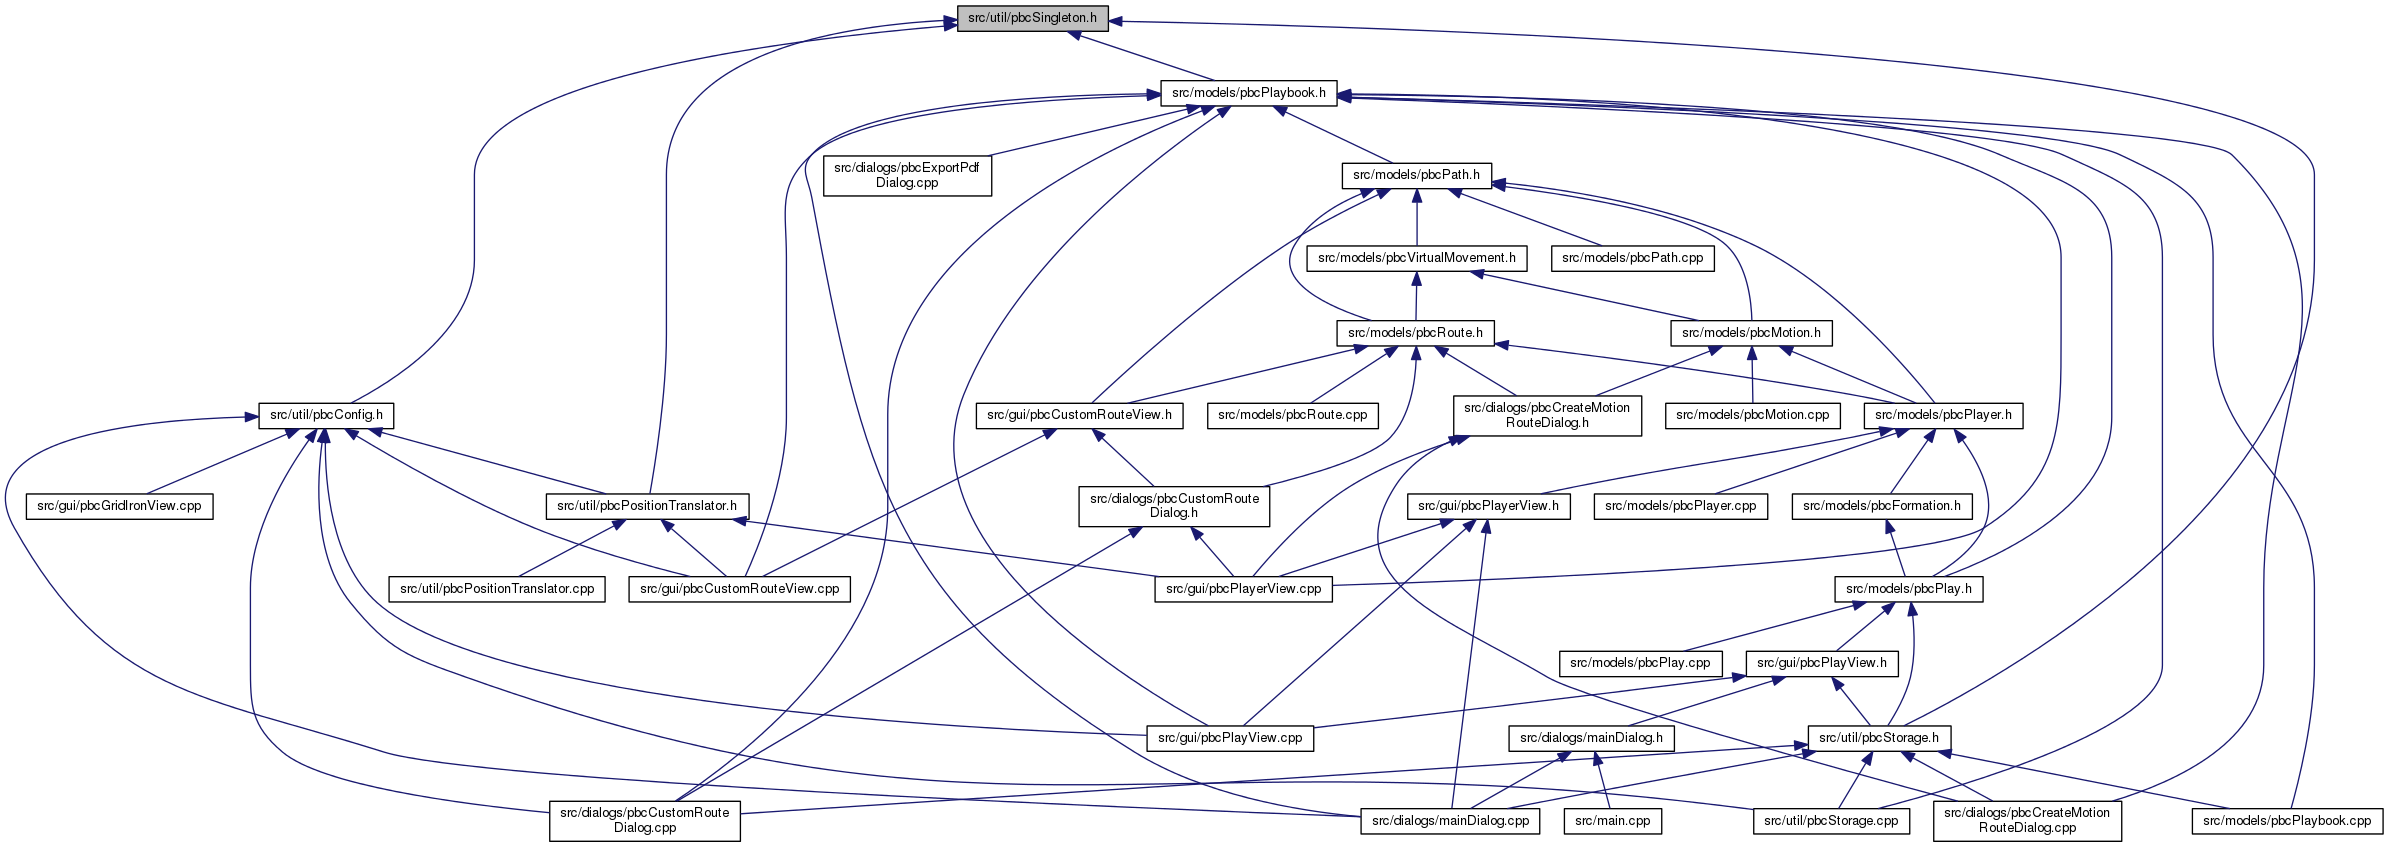 src/util/pbcSingleton.h
src/models/pbcPlaybook.h
src/dialogs/pbcExportPdf
Dialog.cpp
src/models/pbcPath.h
src/models/pbcVirtualMovement.h
src/models/pbcPath.cpp
src/models/pbcRoute.h
src/models/pbcMotion.h
src/util/pbcConfig.h
src/gui/pbcCustomRouteView.h
src/models/pbcRoute.cpp
src/dialogs/pbcCreateMotion
RouteDialog.h
src/models/pbcMotion.cpp
src/models/pbcPlayer.h
src/gui/pbcGridIronView.cpp
src/util/pbcPositionTranslator.h
src/dialogs/pbcCustomRoute
Dialog.h
src/gui/pbcPlayerView.h
src/models/pbcPlayer.cpp
src/models/pbcFormation.h
src/util/pbcPositionTranslator.cpp
src/gui/pbcCustomRouteView.cpp
src/gui/pbcPlayerView.cpp
src/models/pbcPlay.h
src/models/pbcPlay.cpp
src/gui/pbcPlayView.h
src/gui/pbcPlayView.cpp
src/dialogs/mainDialog.h
src/util/pbcStorage.h
src/dialogs/pbcCustomRoute
Dialog.cpp
src/dialogs/mainDialog.cpp
src/main.cpp
src/util/pbcStorage.cpp
src/dialogs/pbcCreateMotion
RouteDialog.cpp
src/models/pbcPlaybook.cpp